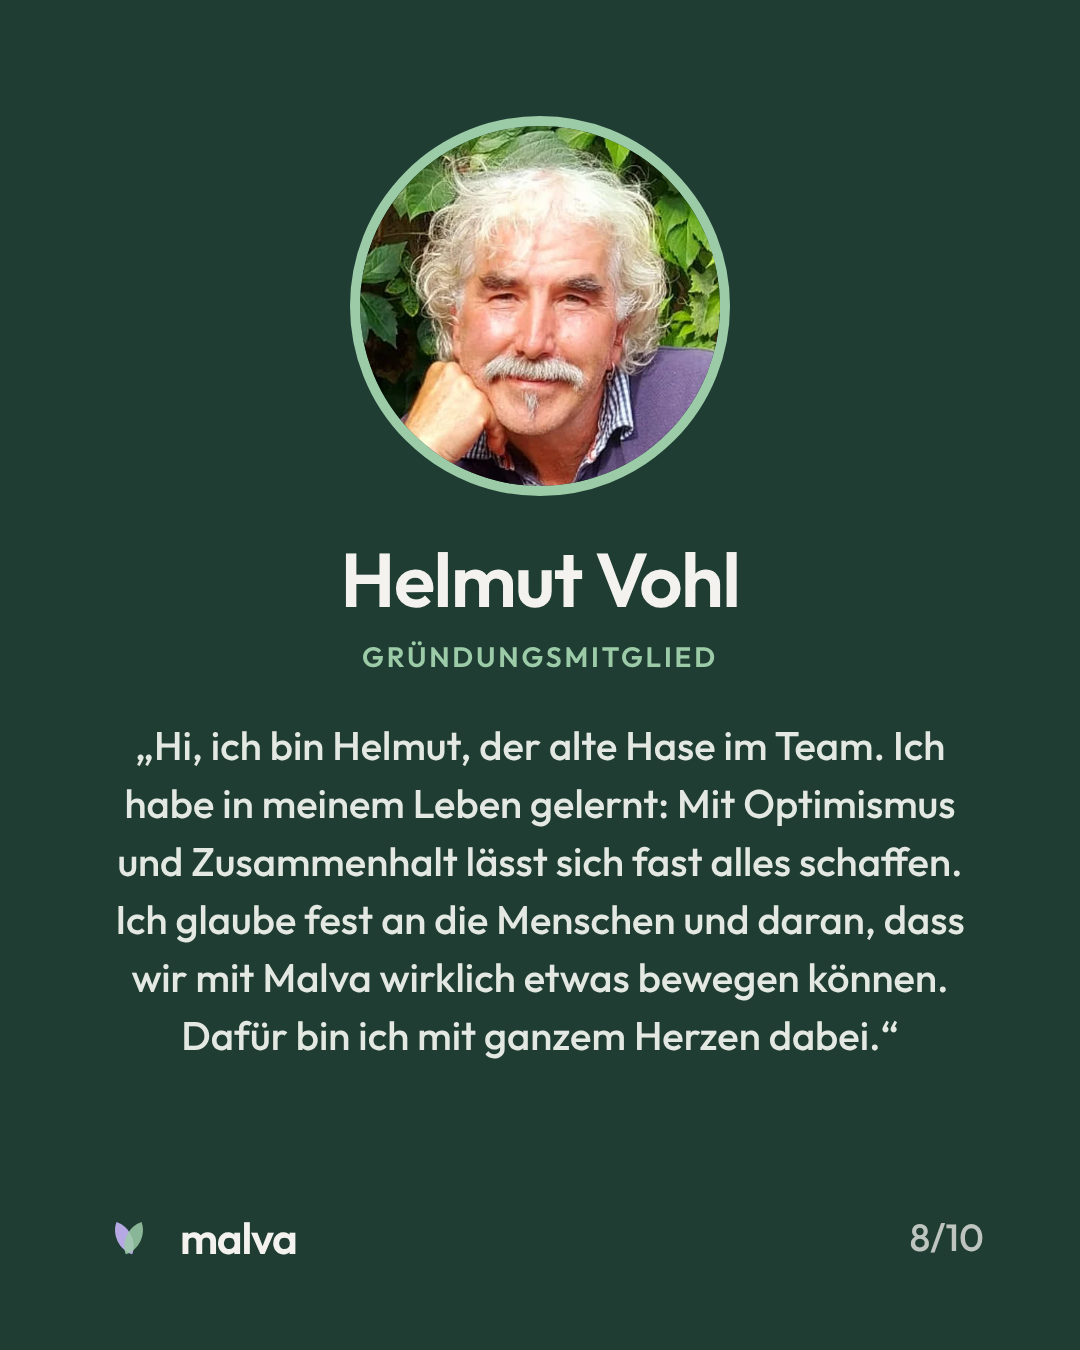 Helmut Vohl
GRÜNDUNGSMITGLIED
„Hi, ich bin Helmut, der alte Hase im Team. Ich
habe in meinem Leben gelernt: Mit Optimismus
und Zusammenhalt lässt sich fast alles schaffen.
Ich glaube fest an die Menschen und daran, dass
wir mit Malva wirklich etwas bewegen können.
Dafür bin ich mit ganzem Herzen dabei.“
malva
8/10